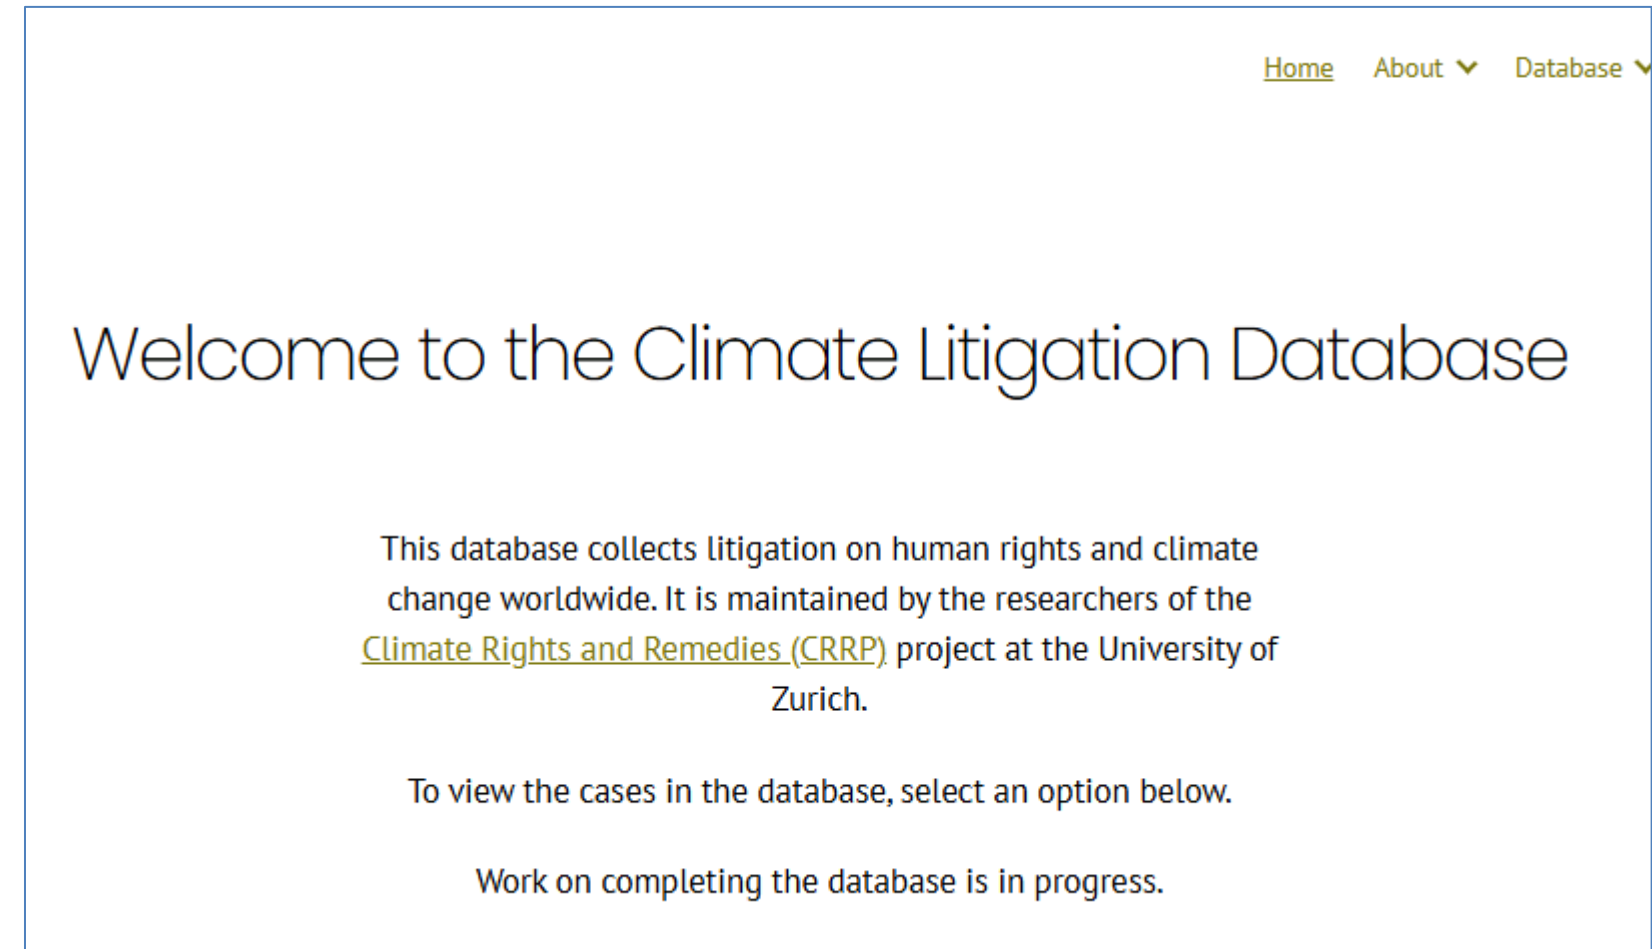 Home About Database
Welcome to the Climate Litigation Database
This database collects litigation on human rights and climate
change worldwide. It is maintained by the researchers of the
Climate Rights and Remedies (CRRP) project at the University of
Zurich.
To view the cases in the database, select an option below.
Work on completing the database is in progress.